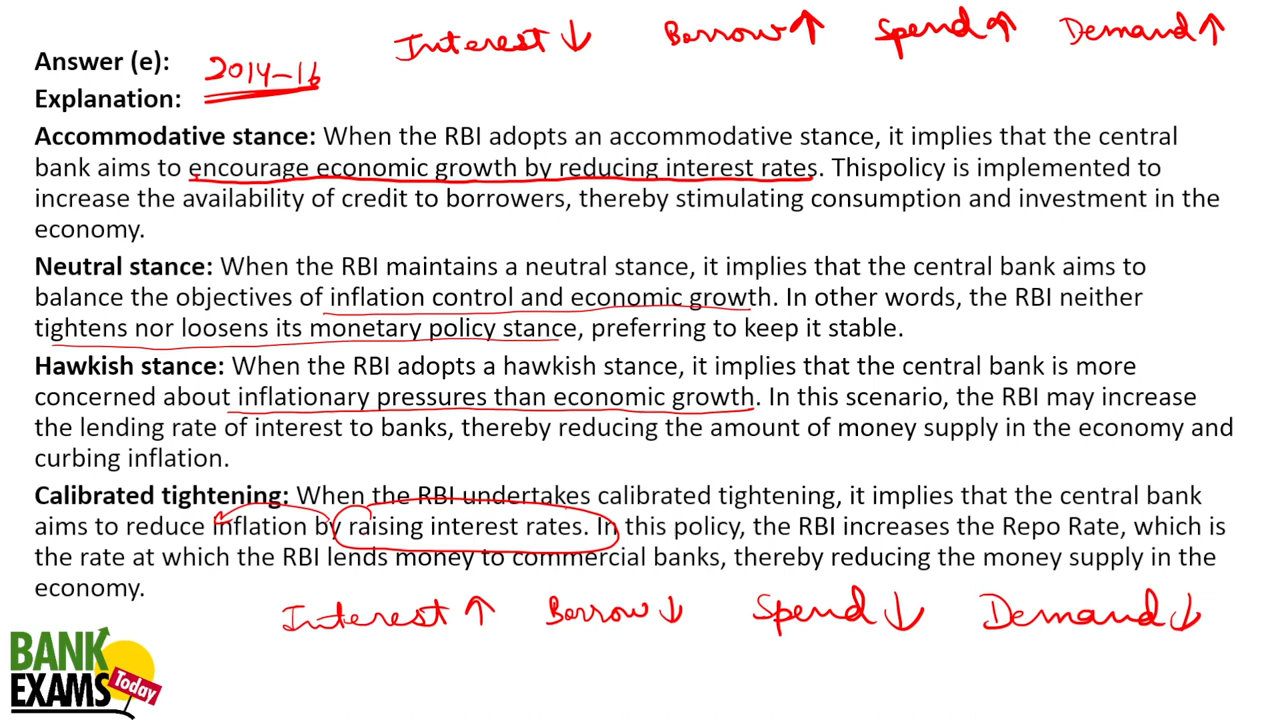 Interest ↓ Borrow ↑ Spend ↑ Demand ↑
Answer (e):
2014-16
Explanation:
Accommodative stance: When the RBI adopts an accommodative stance, it implies that the central
bank aims to encourage economic growth by reducing interest rates. Thispolicy is implemented to
increase the availability of credit to borrowers, thereby stimulating consumption and investment in the
economy.
Neutral stance: When the RBI maintains a neutral stance, it implies that the central bank aims to
balance the objectives of inflation control and economic growth. In other words, the RBI neither
tightens nor loosens its monetary policy stance, preferring to keep it stable.
Hawkish stance: When the RBI adopts a hawkish stance, it implies that the central bank is more
concerned about inflationary pressures than economic growth. In this scenario, the RBI may increase
the lending rate of interest to banks, thereby reducing the amount of money supply in the economy and
curbing inflation.
Calibrated tightening: When the RBI undertakes calibrated tightening, it implies that the central bank
aims to reduce inflation by raising interest rates. In this policy, the RBI increases the Repo Rate, which is
the rate at which the RBI lends money to commercial banks, thereby reducing the money supply in the
economy.
Interest ↑ Borrow ↓ Spend ↓ Demand ↓
BANK
EXAMS
Today